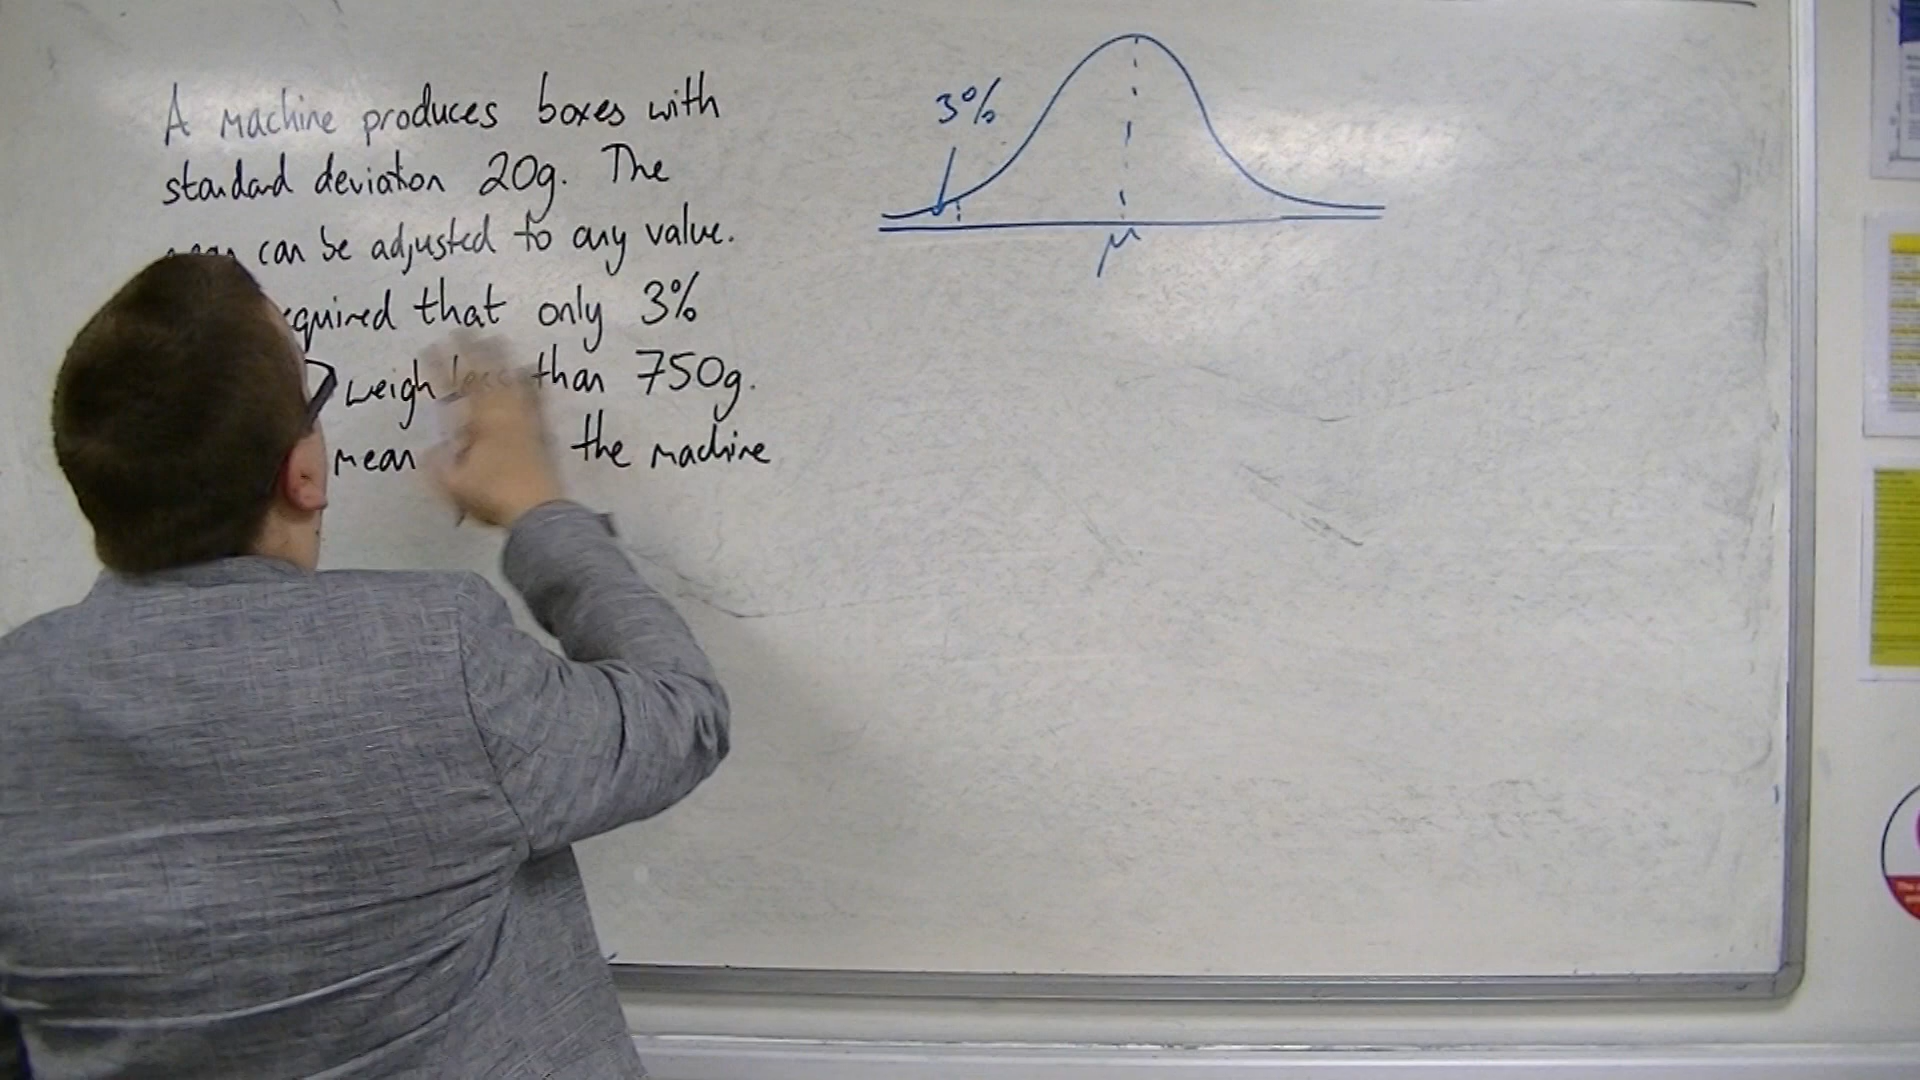 A machine produces boxes with
standard deviation 20g. The
can be adjusted to any value.
that only 3%
weigh less than 750g.
mean the machine
3%
μ